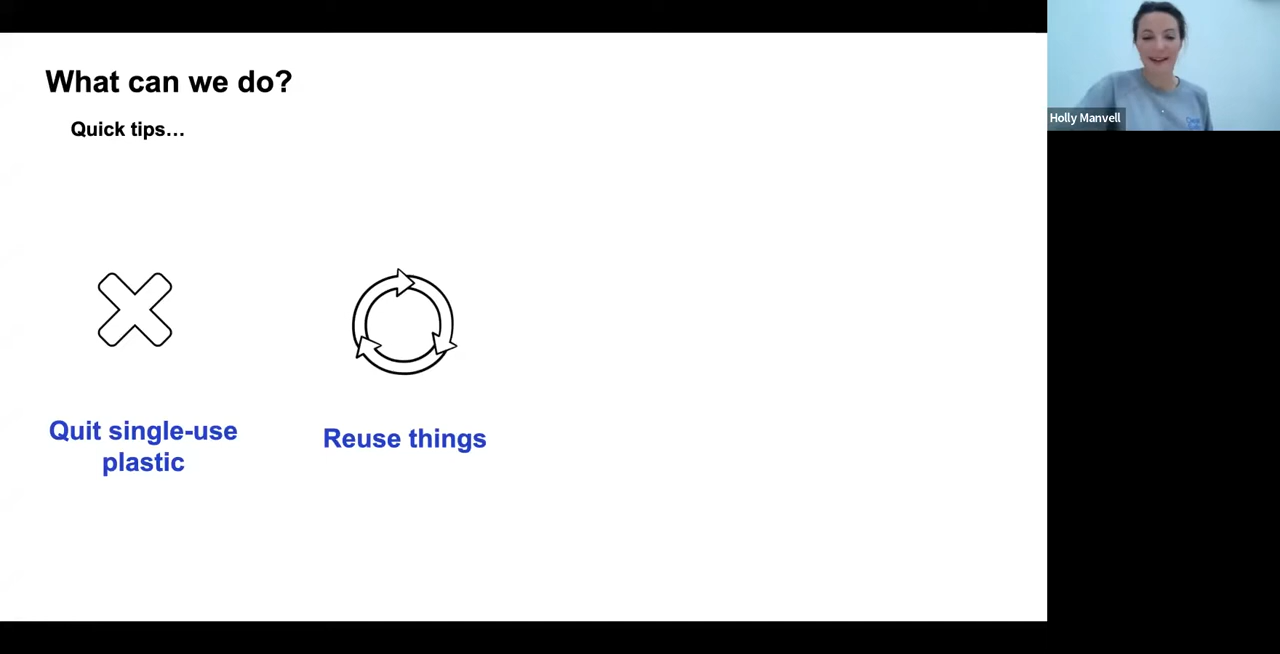 What can we do?
Quick tips…
Holly Manvell
Quit single-use
plastic
Reuse things